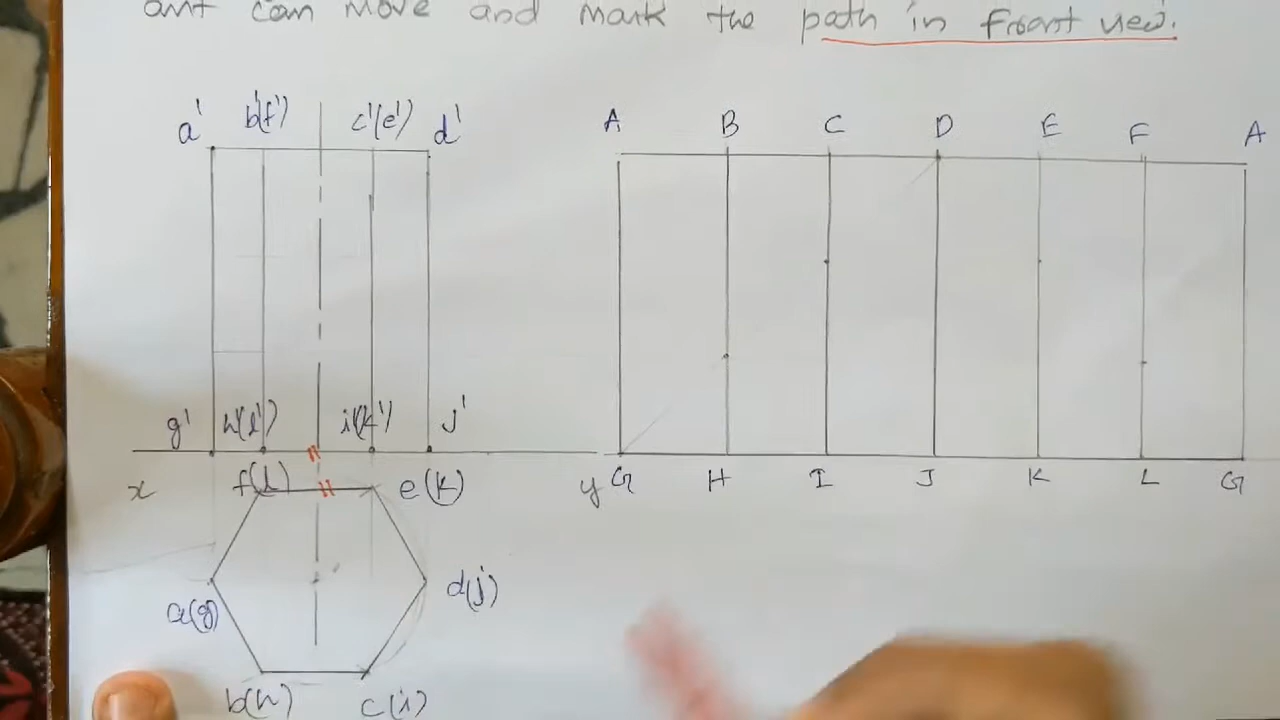 ant can move and mark the path in front view.
a' b'(f') c'(e') d' A B C D E F A
g' h'(l') i'(k') j'
x f(l) e(k) y G H I J K L G
a(g) d(j)
b(h) c(i)